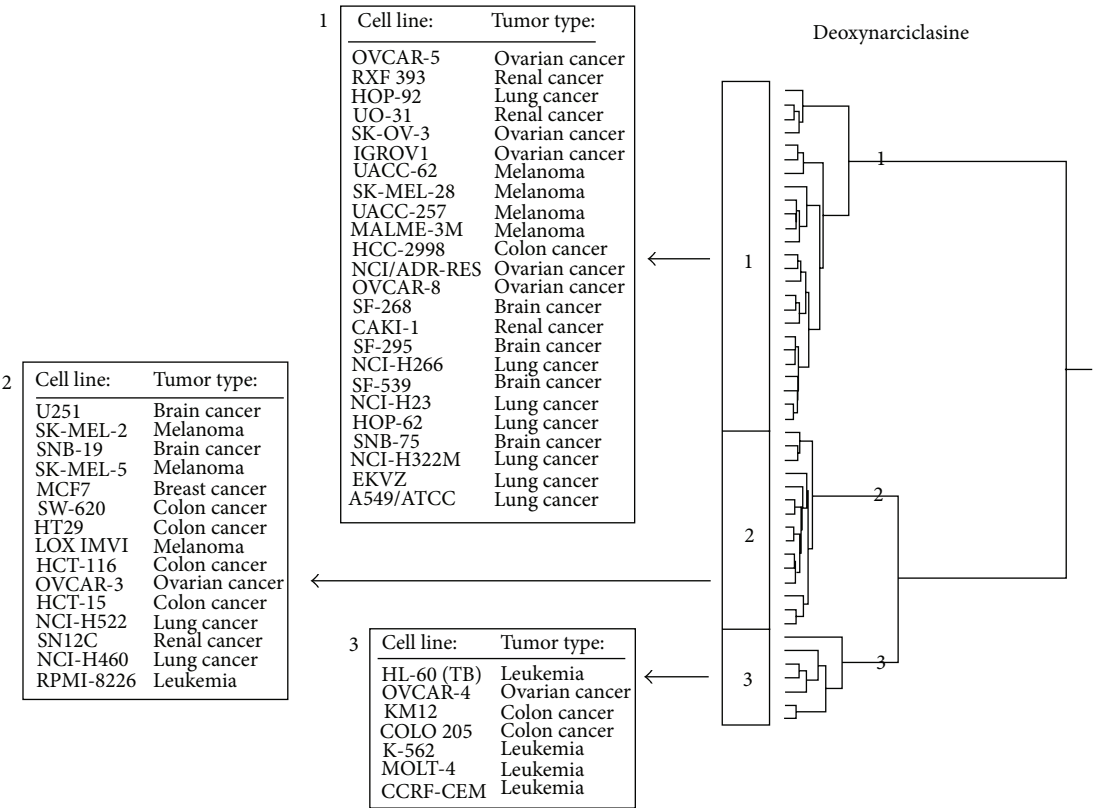 Deoxynarciclasine
1
Cell line: Tumor type:
OVCAR-5 Ovarian cancer
RXF 393 Renal cancer
HOP-92 Lung cancer
UO-31 Renal cancer
SK-OV-3 Ovarian cancer
IGROV1 Ovarian cancer
UACC-62 Melanoma
SK-MEL-28 Melanoma
UACC-257 Melanoma
MALME-3M Melanoma
HCC-2998 Colon cancer
NCI/ADR-RES Ovarian cancer
OVCAR-8 Ovarian cancer
SF-268 Brain cancer
CAKI-1 Renal cancer
SF-295 Brain cancer
NCI-H266 Lung cancer
SF-539 Brain cancer
NCI-H23 Lung cancer
HOP-62 Lung cancer
SNB-75 Brain cancer
NCI-H322M Lung cancer
EKVZ Lung cancer
A549/ATCC Lung cancer
2
Cell line: Tumor type:
U251 Brain cancer
SK-MEL-2 Melanoma
SNB-19 Brain cancer
SK-MEL-5 Melanoma
MCF7 Breast cancer
SW-620 Colon cancer
HT29 Colon cancer
LOX IMVI Melanoma
HCT-116 Colon cancer
OVCAR-3 Ovarian cancer
HCT-15 Colon cancer
NCI-H522 Lung cancer
SN12C Renal cancer
NCI-H460 Lung cancer
RPMI-8226 Leukemia
3
Cell line: Tumor type:
HL-60 (TB) Leukemia
OVCAR-4 Ovarian cancer
KM12 Colon cancer
COLO 205 Colon cancer
K-562 Leukemia
MOLT-4 Leukemia
CCRF-CEM Leukemia
1
2
3
1
2
3